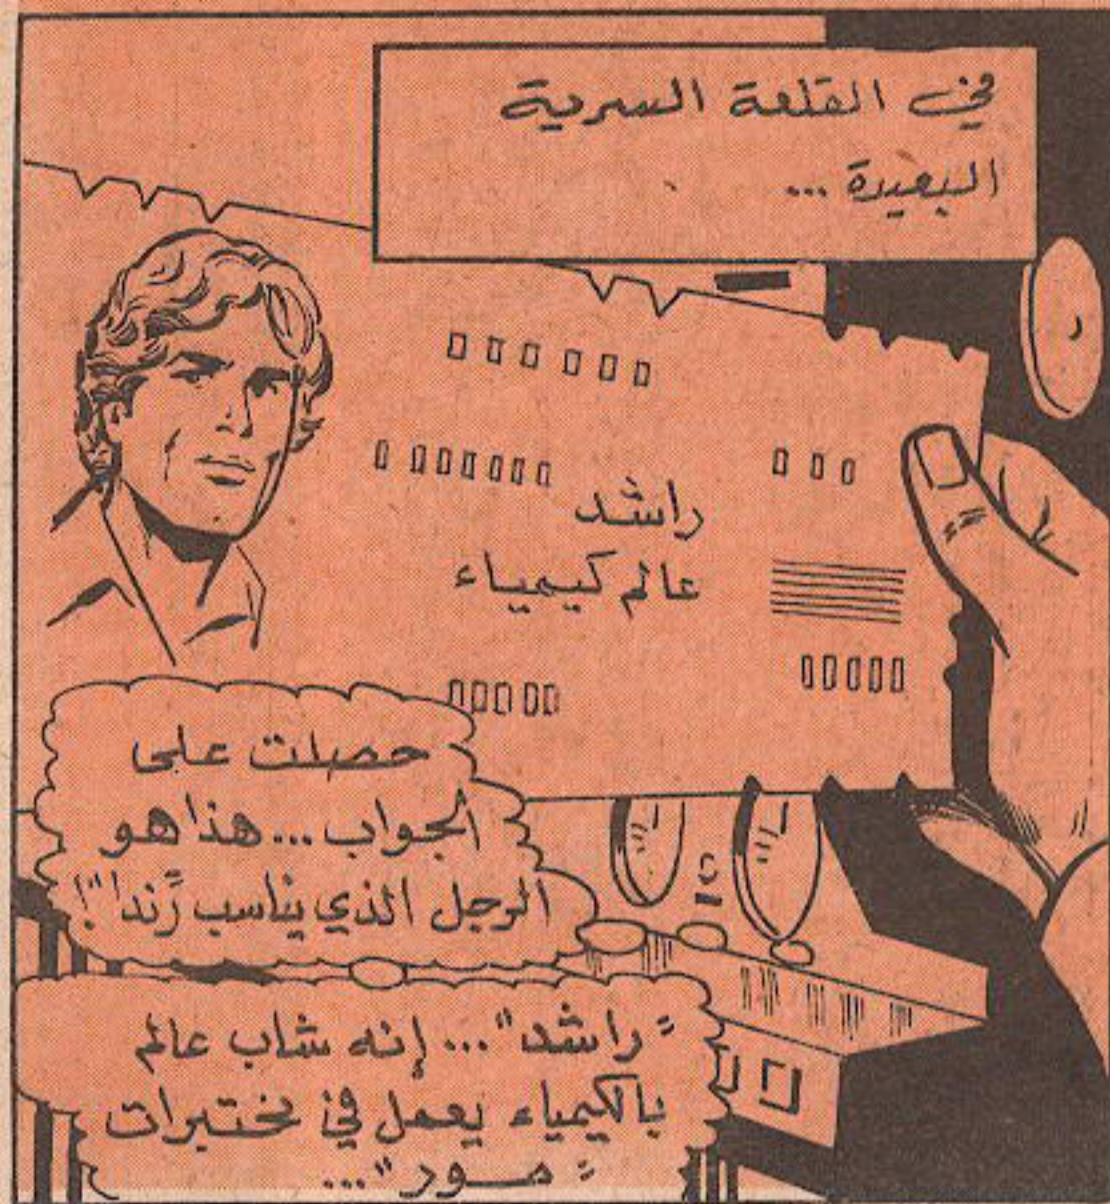 في القلعة السرية
البعيدة ...
راشد
عالم كيمياء
حصلت على
الجواب... هذا هو
الرجل الذي يناسب "رندا"!
"راشد"... إنه شاب عالم
بالكيمياء يعمل في مختبرات
"مور"...